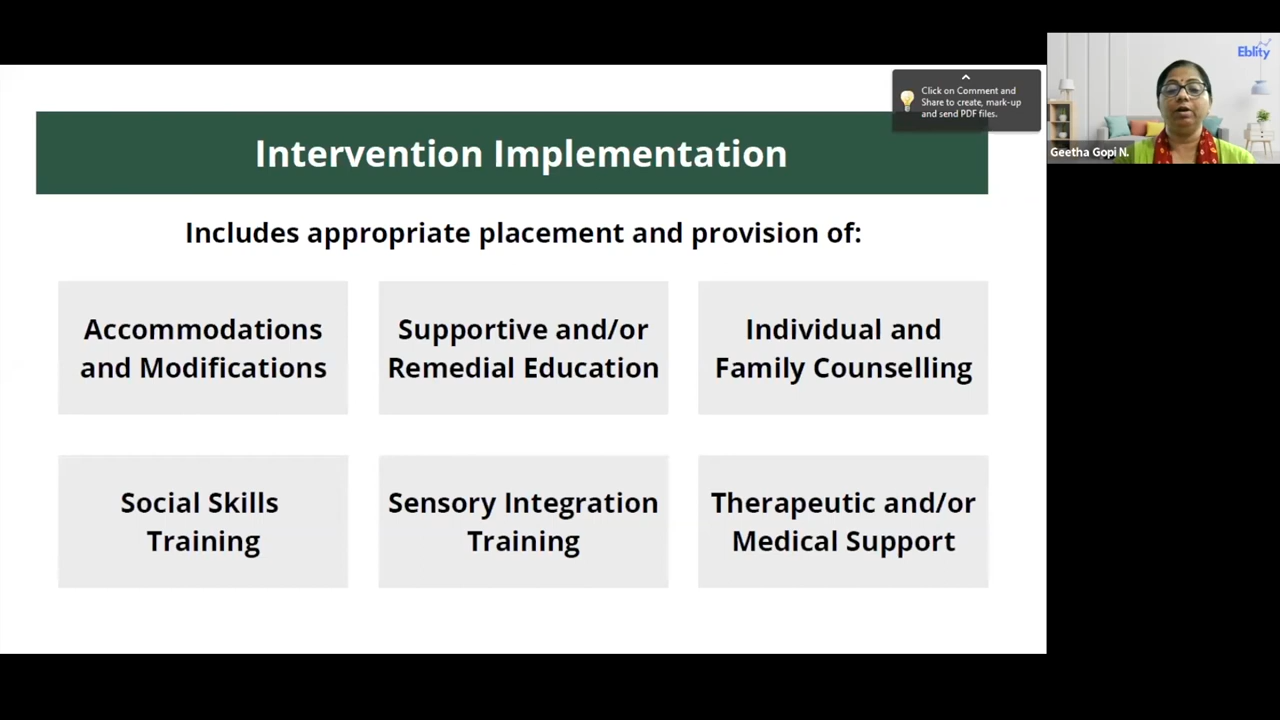 Intervention Implementation
Includes appropriate placement and provision of:
Accommodations
and Modifications
Supportive and/or
Remedial Education
Individual and
Family Counselling
Social Skills
Training
Sensory Integration
Training
Therapeutic and/or
Medical Support
Click on Comment and
Share to create, mark-up
and send PDF files.
Eblity
Geetha Gopi N.